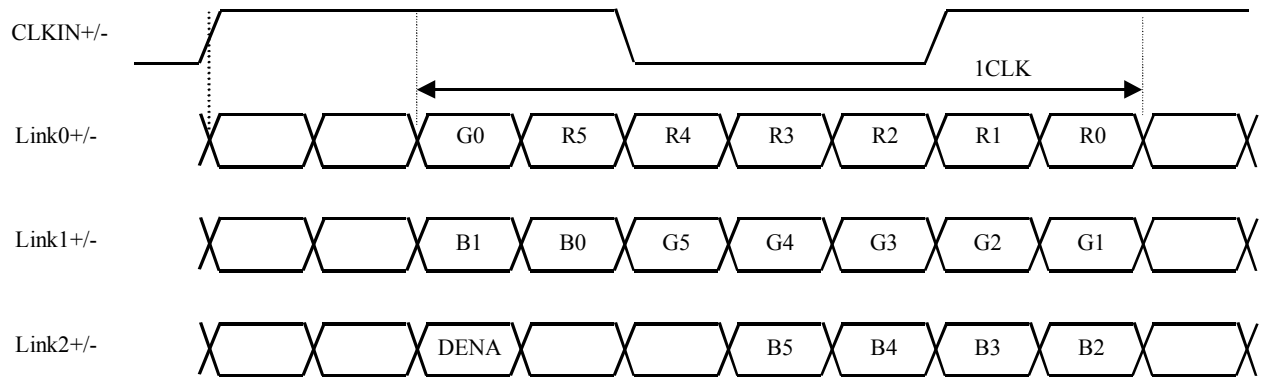 CLKIN+/-
1CLK
Link0+/- G0 R5 R4 R3 R2 R1 R0
Link1+/- B1 B0 G5 G4 G3 G2 G1
Link2+/- DENA B5 B4 B3 B2